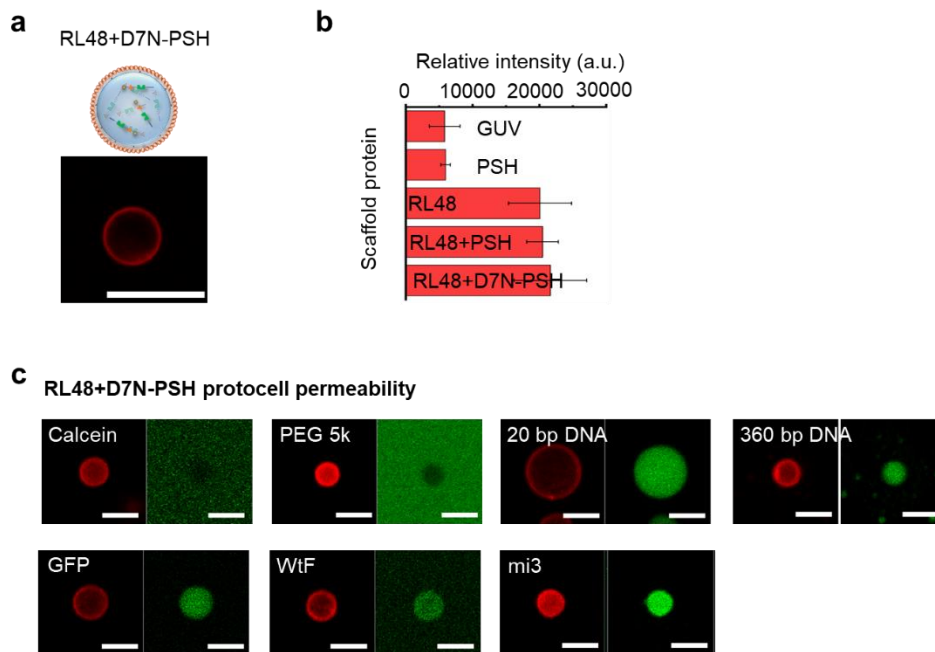 a
RL48+D7N-PSH
b
Relative intensity (a.u.)
0 10000 20000 30000
Scaffold protein
GUV
PSH
RL48
RL48+PSH
RL48+D7N-PSH
c RL48+D7N-PSH protocell permeability
Calcein PEG 5k 20 bp DNA 360 bp DNA
GFP WtF mi3